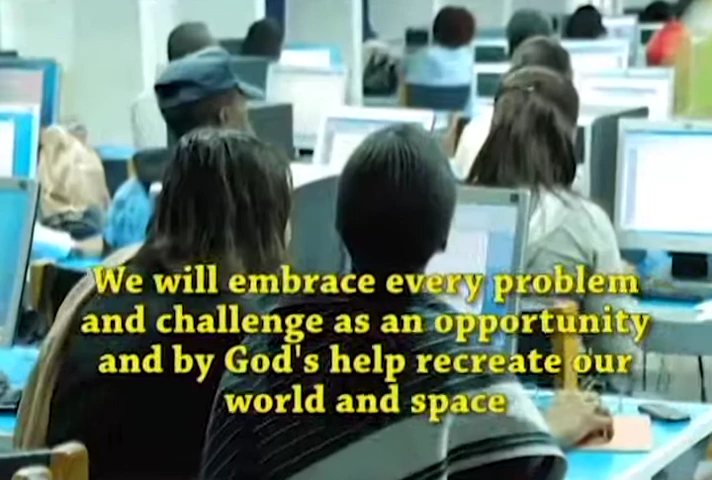 We will embrace every problem
and challenge as an opportunity
and by God's help recreate our
world and space